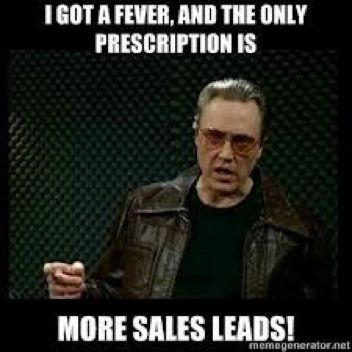 I GOT A FEVER, AND THE ONLY
PRESCRIPTION IS
MORE SALES LEADS!
memegenerator.net